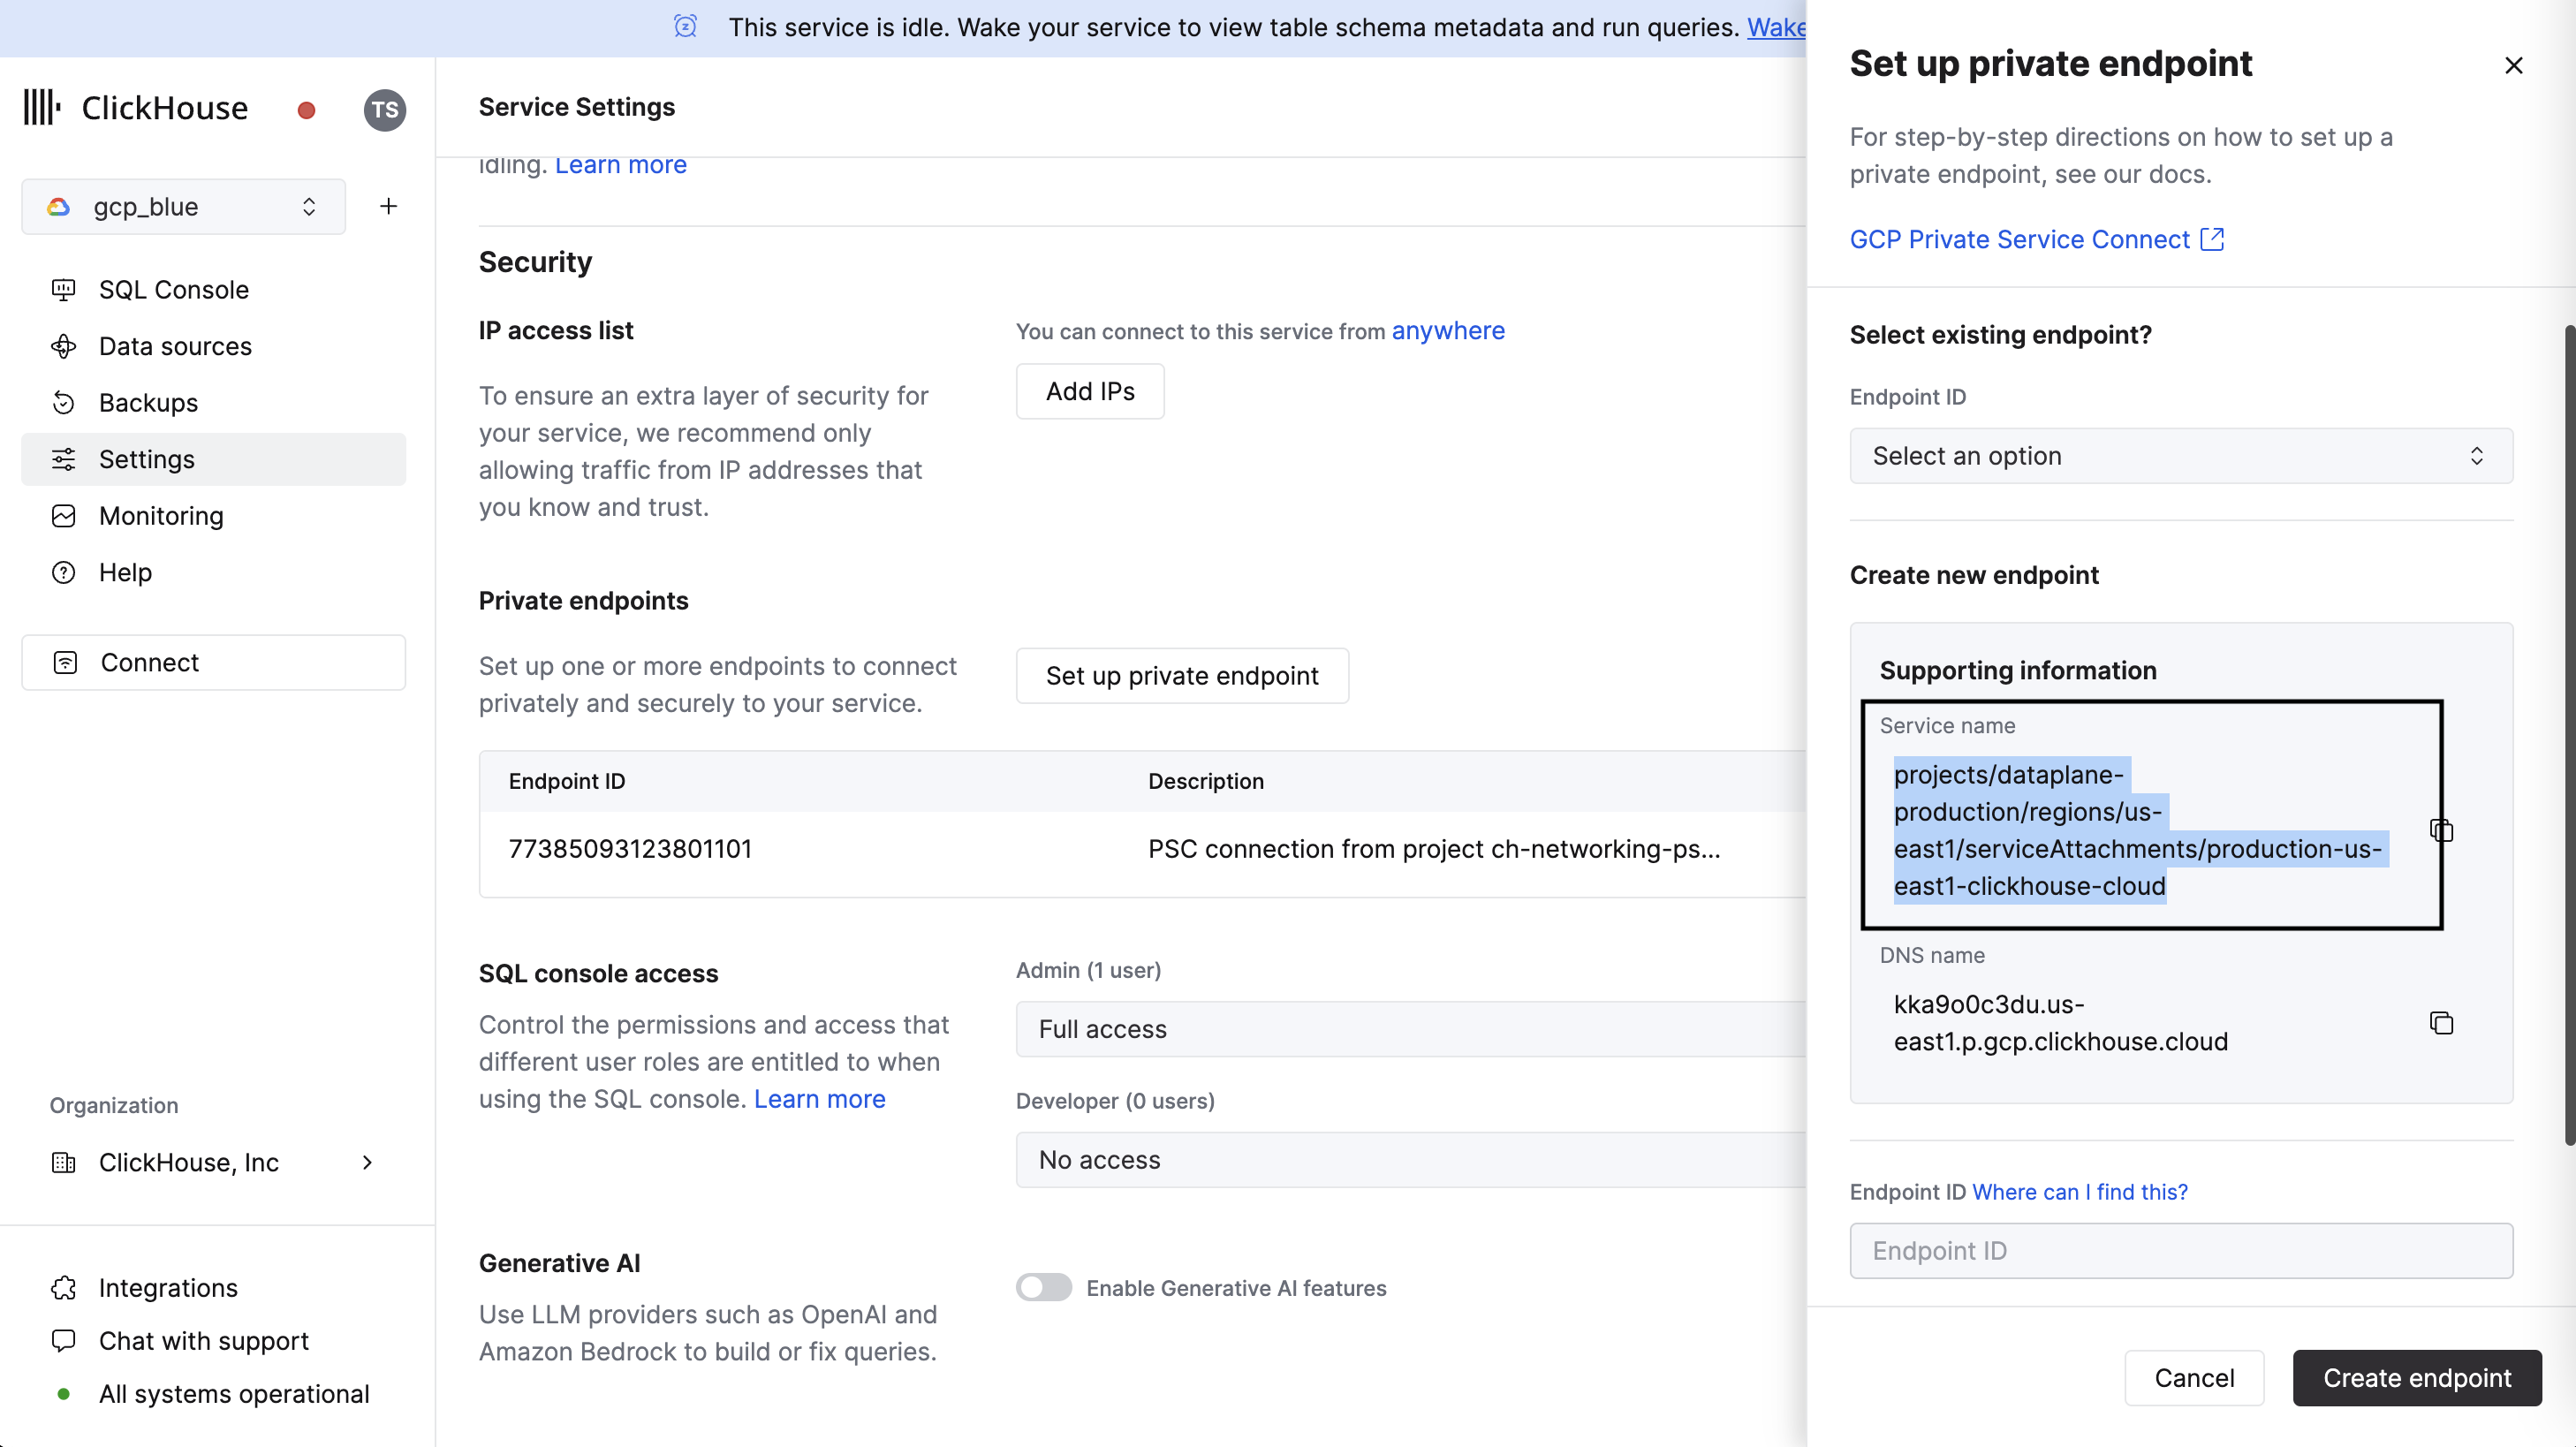 This service is idle. Wake your service to view table schema metadata and run queries. Wake
ClickHouse
TS
gcp_blue
SQL Console
Data sources
Backups
Settings
Monitoring
Help
Connect
Organization
ClickHouse, Inc
Integrations
Chat with support
All systems operational
Service Settings
idling. Learn more
Security
IP access list
To ensure an extra layer of security for
your service, we recommend only
allowing traffic from IP addresses that
you know and trust.
You can connect to this service from anywhere
Add IPs
Private endpoints
Set up one or more endpoints to connect
privately and securely to your service.
Set up private endpoint
Endpoint ID Description
77385093123801101 PSC connection from project ch-networking-ps...
SQL console access
Control the permissions and access that
different user roles are entitled to when
using the SQL console. Learn more
Admin (1 user)
Full access
Developer (0 users)
No access
Generative AI
Use LLM providers such as OpenAI and
Amazon Bedrock to build or fix queries.
Enable Generative AI features
Set up private endpoint
For step-by-step directions on how to set up a
private endpoint, see our docs.
GCP Private Service Connect
Select existing endpoint?
Endpoint ID
Select an option
Create new endpoint
Supporting information
Service name
projects/dataplane-
production/regions/us-
east1/serviceAttachments/production-us-
east1-clickhouse-cloud
DNS name
kka9o0c3du.us-
east1.p.gcp.clickhouse.cloud
Endpoint ID Where can I find this?
Endpoint ID
Cancel
Create endpoint